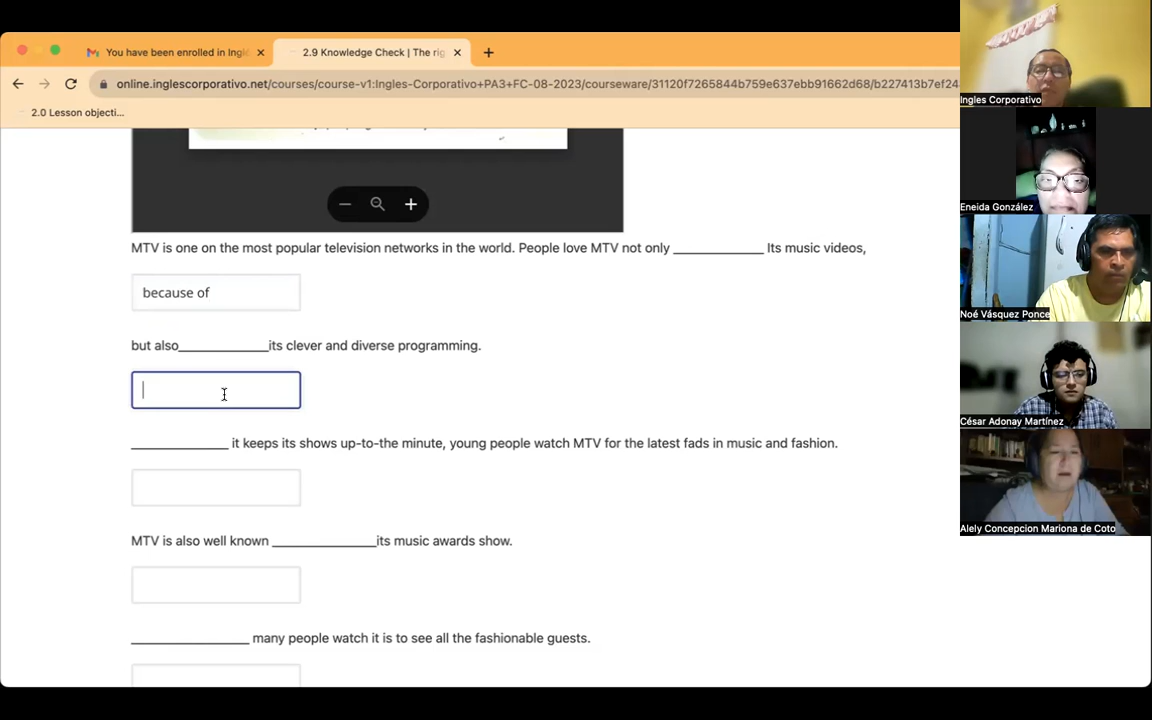 You have been enrolled in Ingl
2.9 Knowledge Check | The rig
online.inglescorporativo.net/courses/course-v1:Ingles-Corporativo+PA3+FC-08-2023/courseware/31120f7265844b759e637ebb91662d68/b227413b7ef24
2.0 Lesson objecti...
MTV is one on the most popular television networks in the world. People love MTV not only ____________ Its music videos,
because of
but also____________its clever and diverse programming.
_____________ it keeps its shows up-to-the minute, young people watch MTV for the latest fads in music and fashion.
MTV is also well known ______________its music awards show.
________________ many people watch it is to see all the fashionable guests.
Ingles Corporativo
Eneida González
Noé Vásquez Ponce
César Adonay Martínez
Alely Concepcion Mariona de Coto